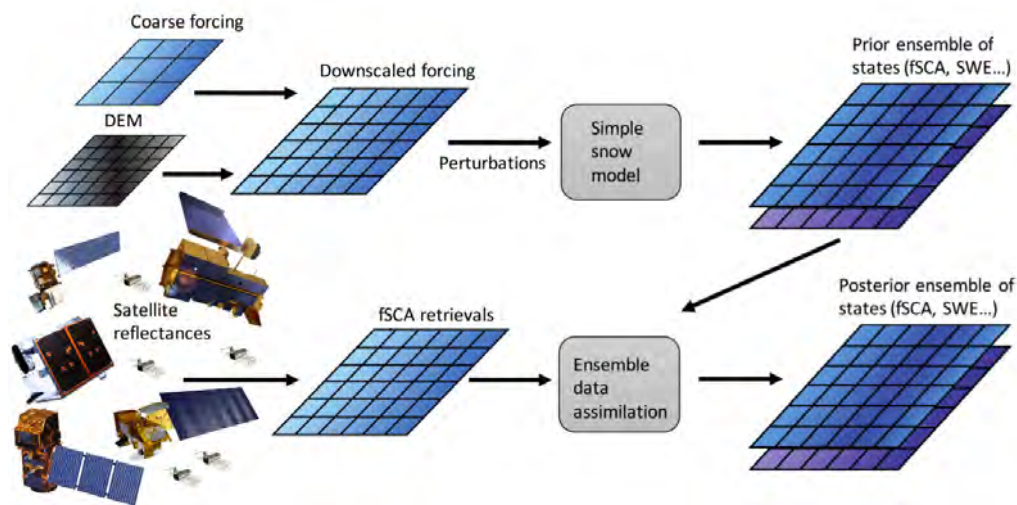 Coarse forcing
Downscaled forcing
DEM
Perturbations
Simple
snow
model
Prior ensemble of
states (fSCA, SWE...)
Satellite
reflectances
fSCA retrievals
Ensemble
data
assimilation
Posterior ensemble of
states (fSCA, SWE...)